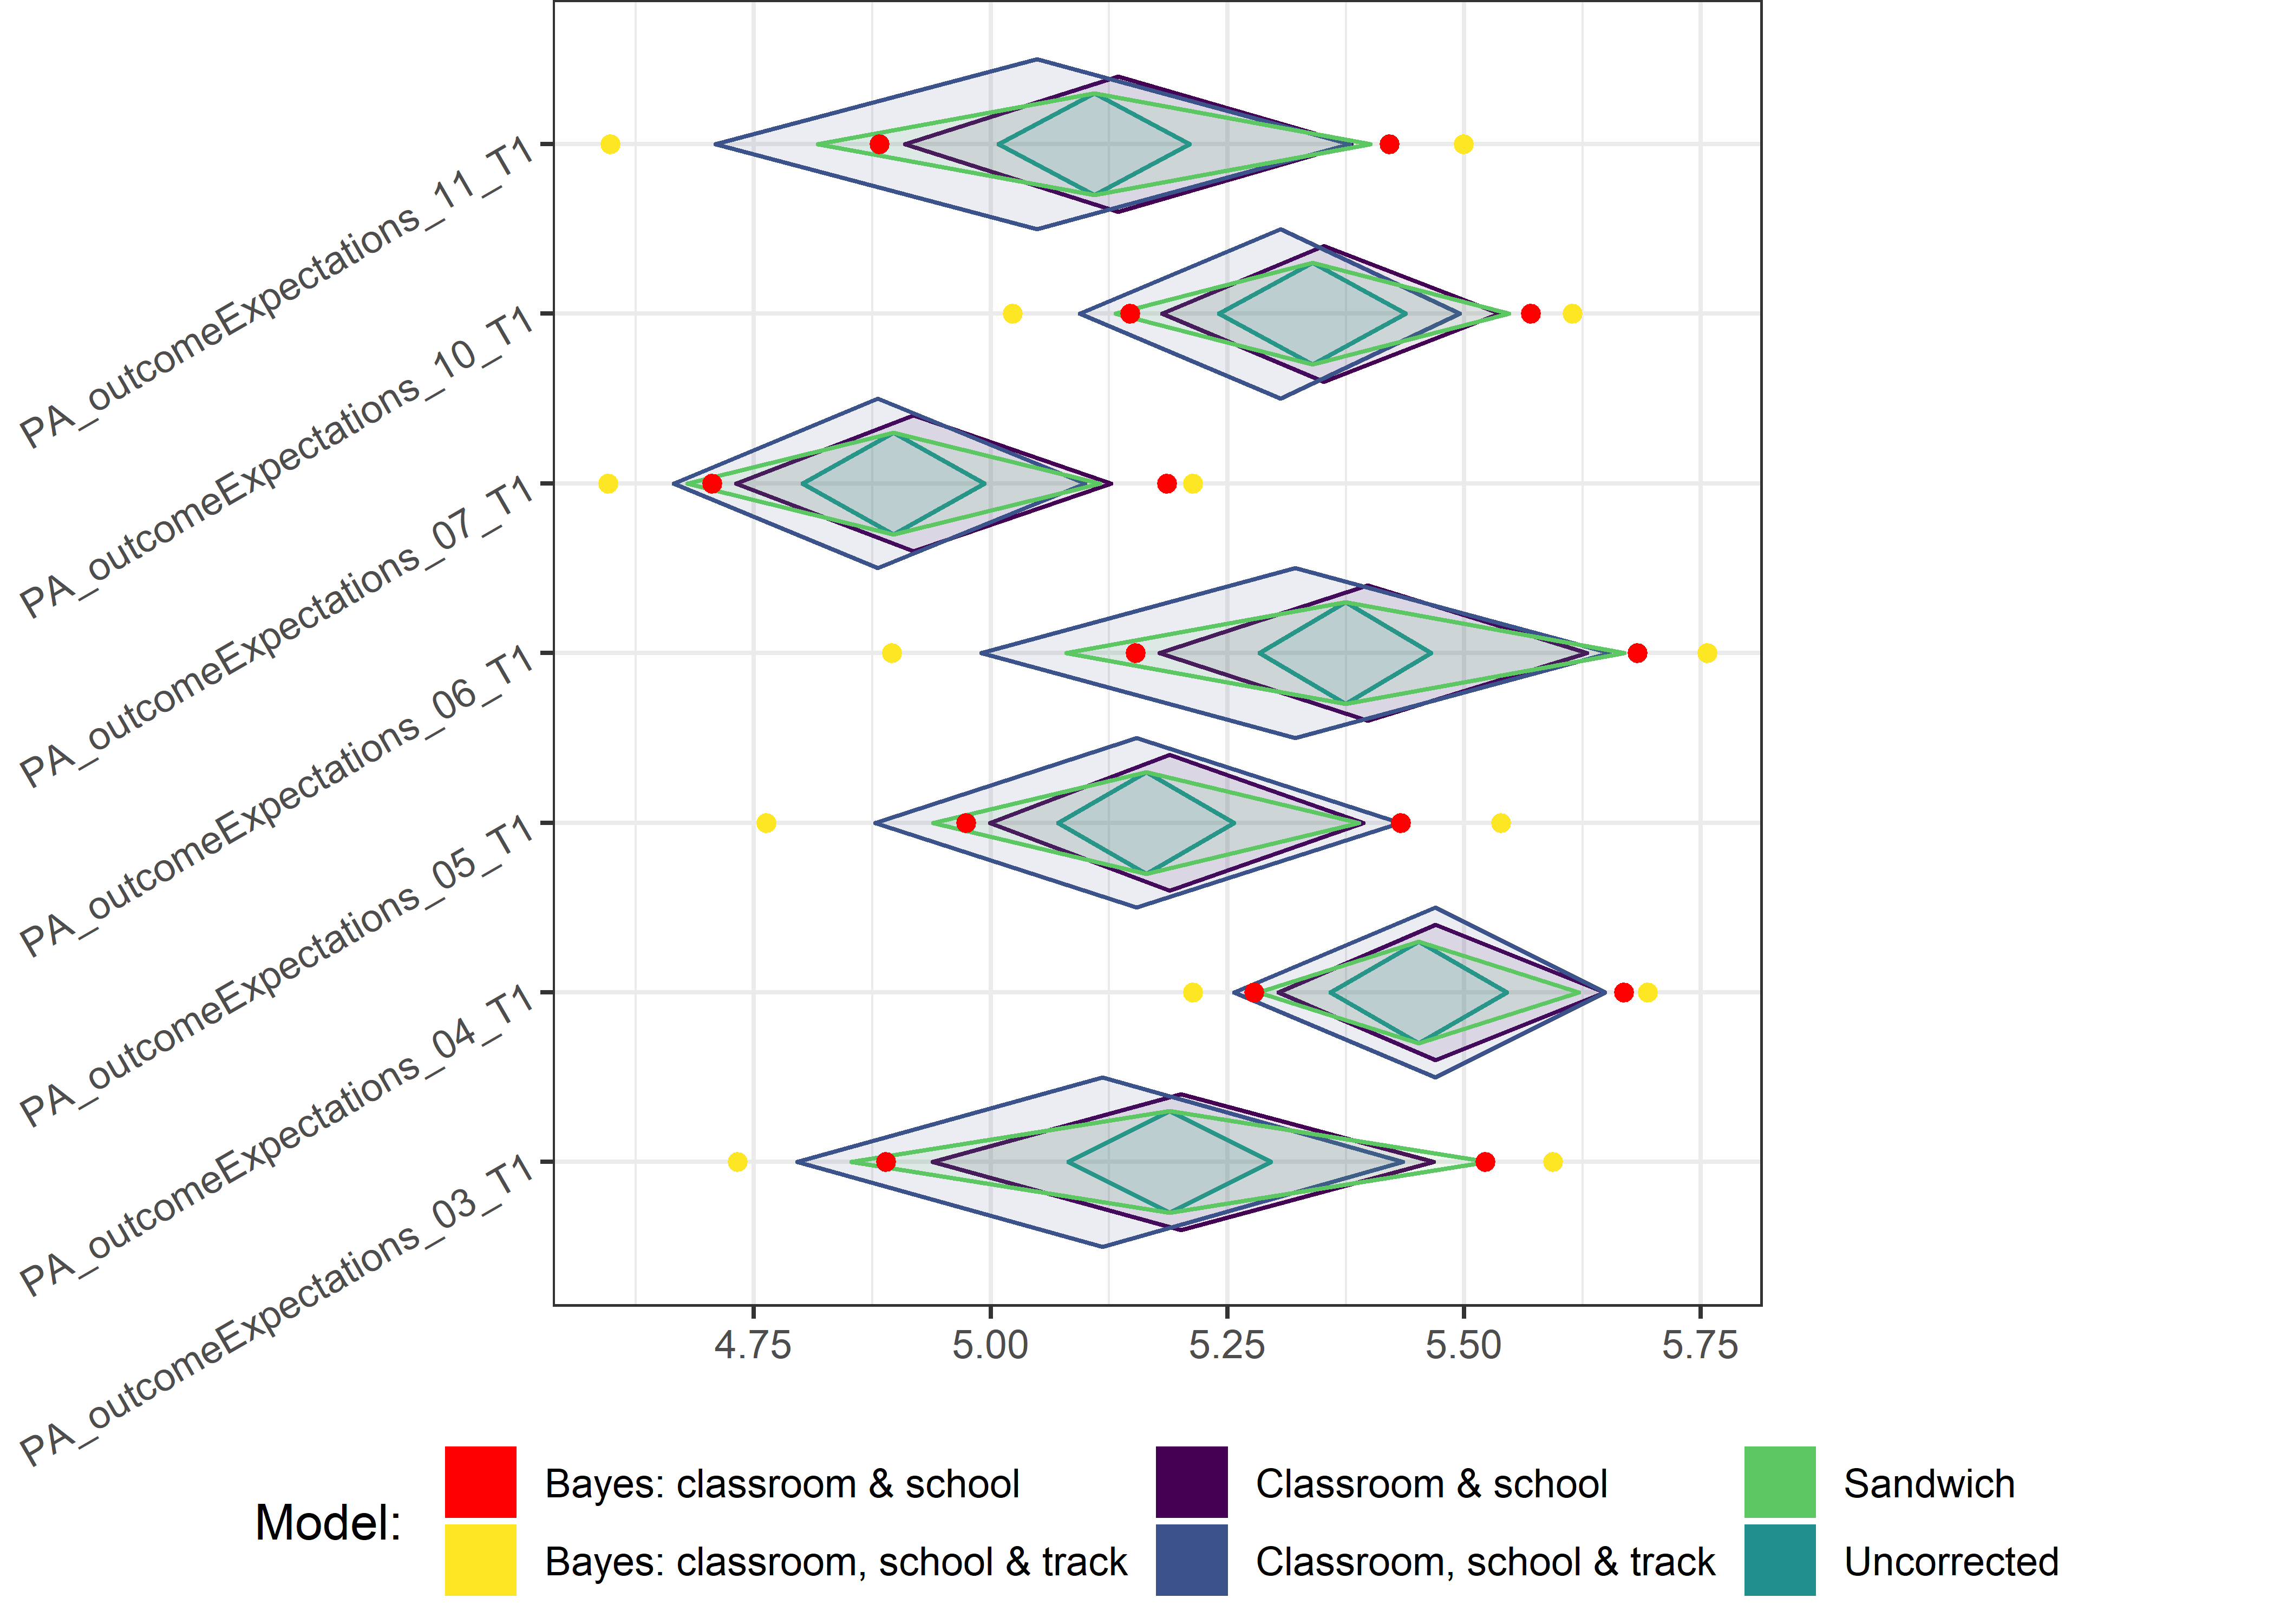 PA_outcomeExpectations_11_T1
PA_outcomeExpectations_10_T1
PA_outcomeExpectations_07_T1
PA_outcomeExpectations_06_T1
PA_outcomeExpectations_05_T1
PA_outcomeExpectations_04_T1
PA_outcomeExpectations_03_T1
4.75 5.00 5.25 5.50 5.75
Model:
Bayes: classroom & school
Classroom & school
Sandwich
Bayes: classroom, school & track
Classroom, school & track
Uncorrected